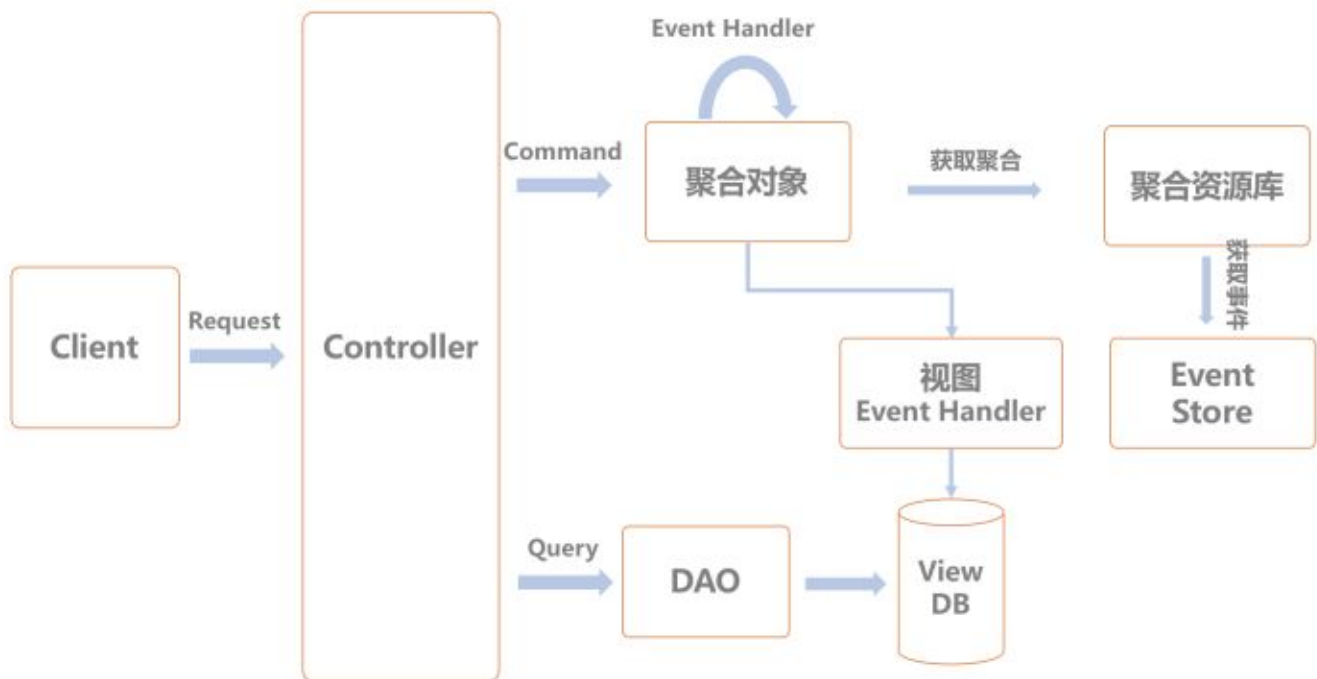 Event Handler
Command
聚合对象
获取聚合
聚合资源库
获取事件
Client
Request
Controller
视图
Event Handler
Event
Store
Query
DAO
View
DB